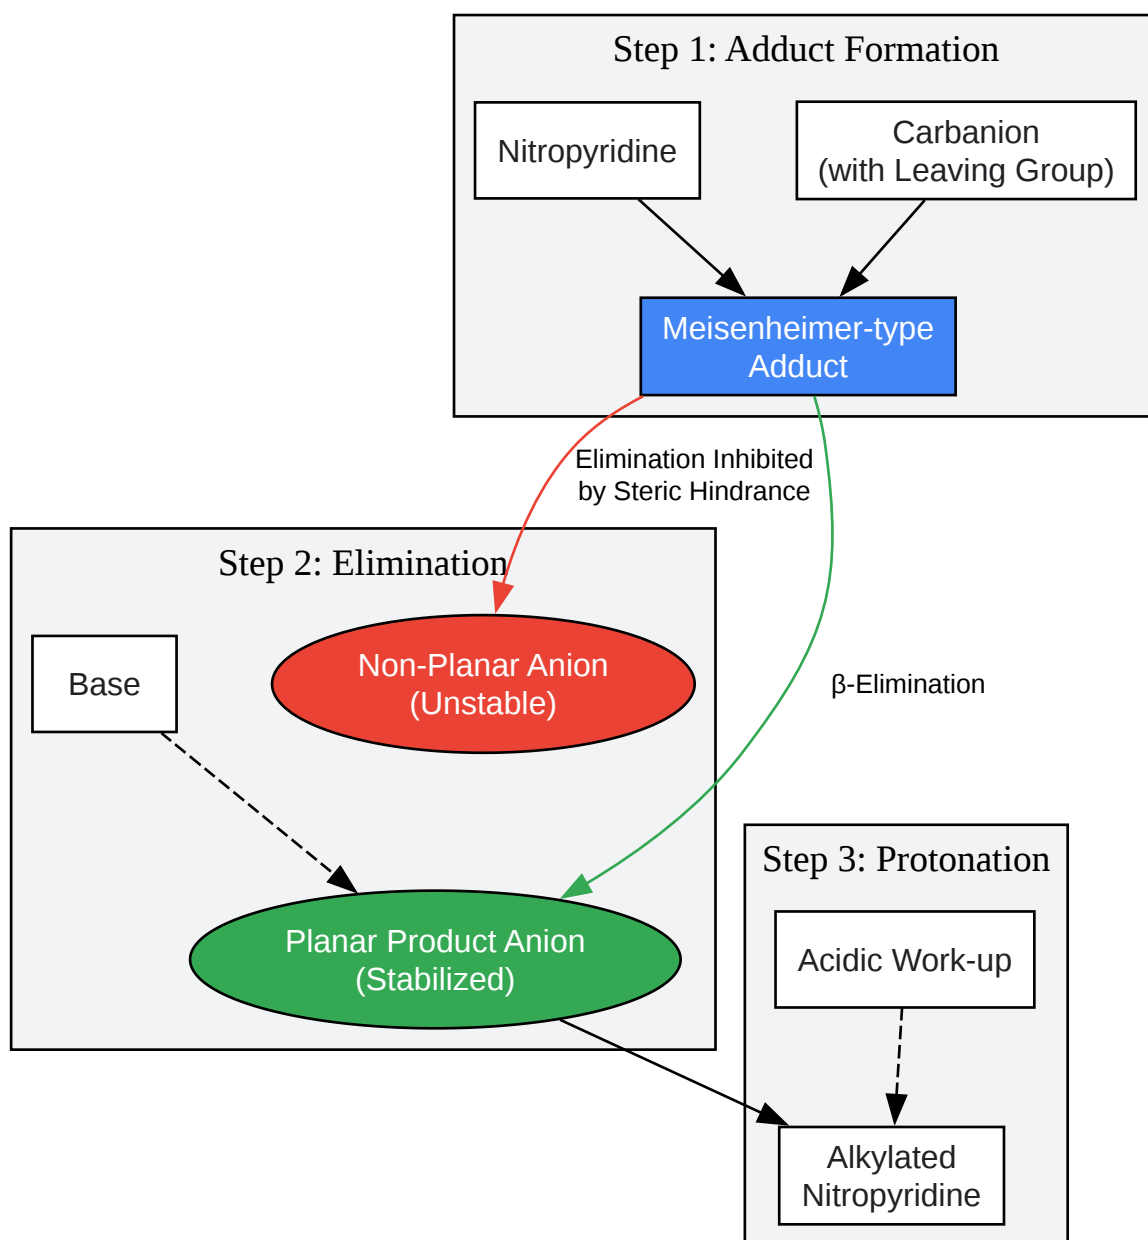 Step 1: Adduct Formation
Nitropyridine
Carbanion
(with Leaving Group)
Meisenheimer-type
Adduct
Elimination Inhibited
by Steric Hindrance
Step 2: Elimination
Base
Non-Planar Anion
(Unstable)
β-Elimination
Planar Product Anion
(Stabilized)
Step 3: Protonation
Acidic Work-up
Alkylated
Nitropyridine